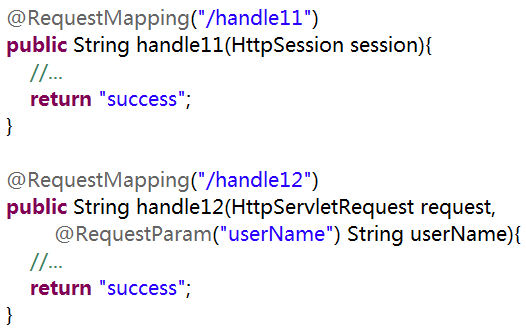 @RequestMapping("/handle11")
public String handle11(HttpSession session){
//...
return "success";
}
@RequestMapping("/handle12")
public String handle12(HttpServletRequest request,
@RequestParam("userName") String userName){
//...
return "success";
}